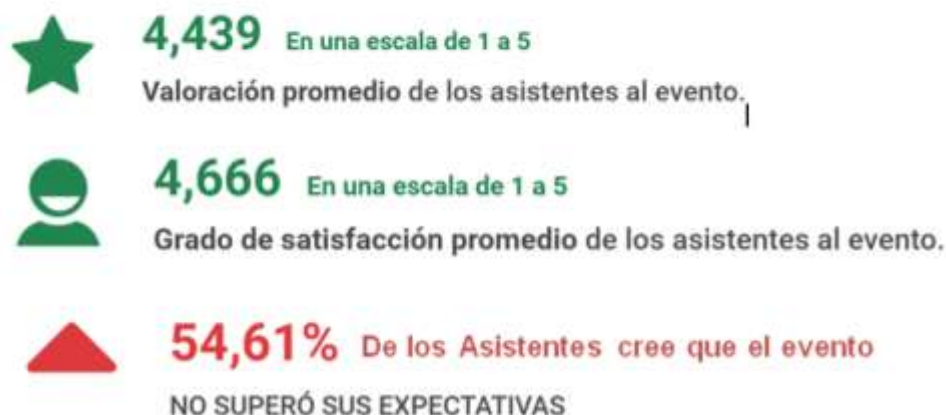 4,439 En una escala de 1 a 5
Valoración promedio de los asistentes al evento.
4,666 En una escala de 1 a 5
Grado de satisfacción promedio de los asistentes al evento.
54,61% De los Asistentes cree que el evento
NO SUPERÓ SUS EXPECTATIVAS